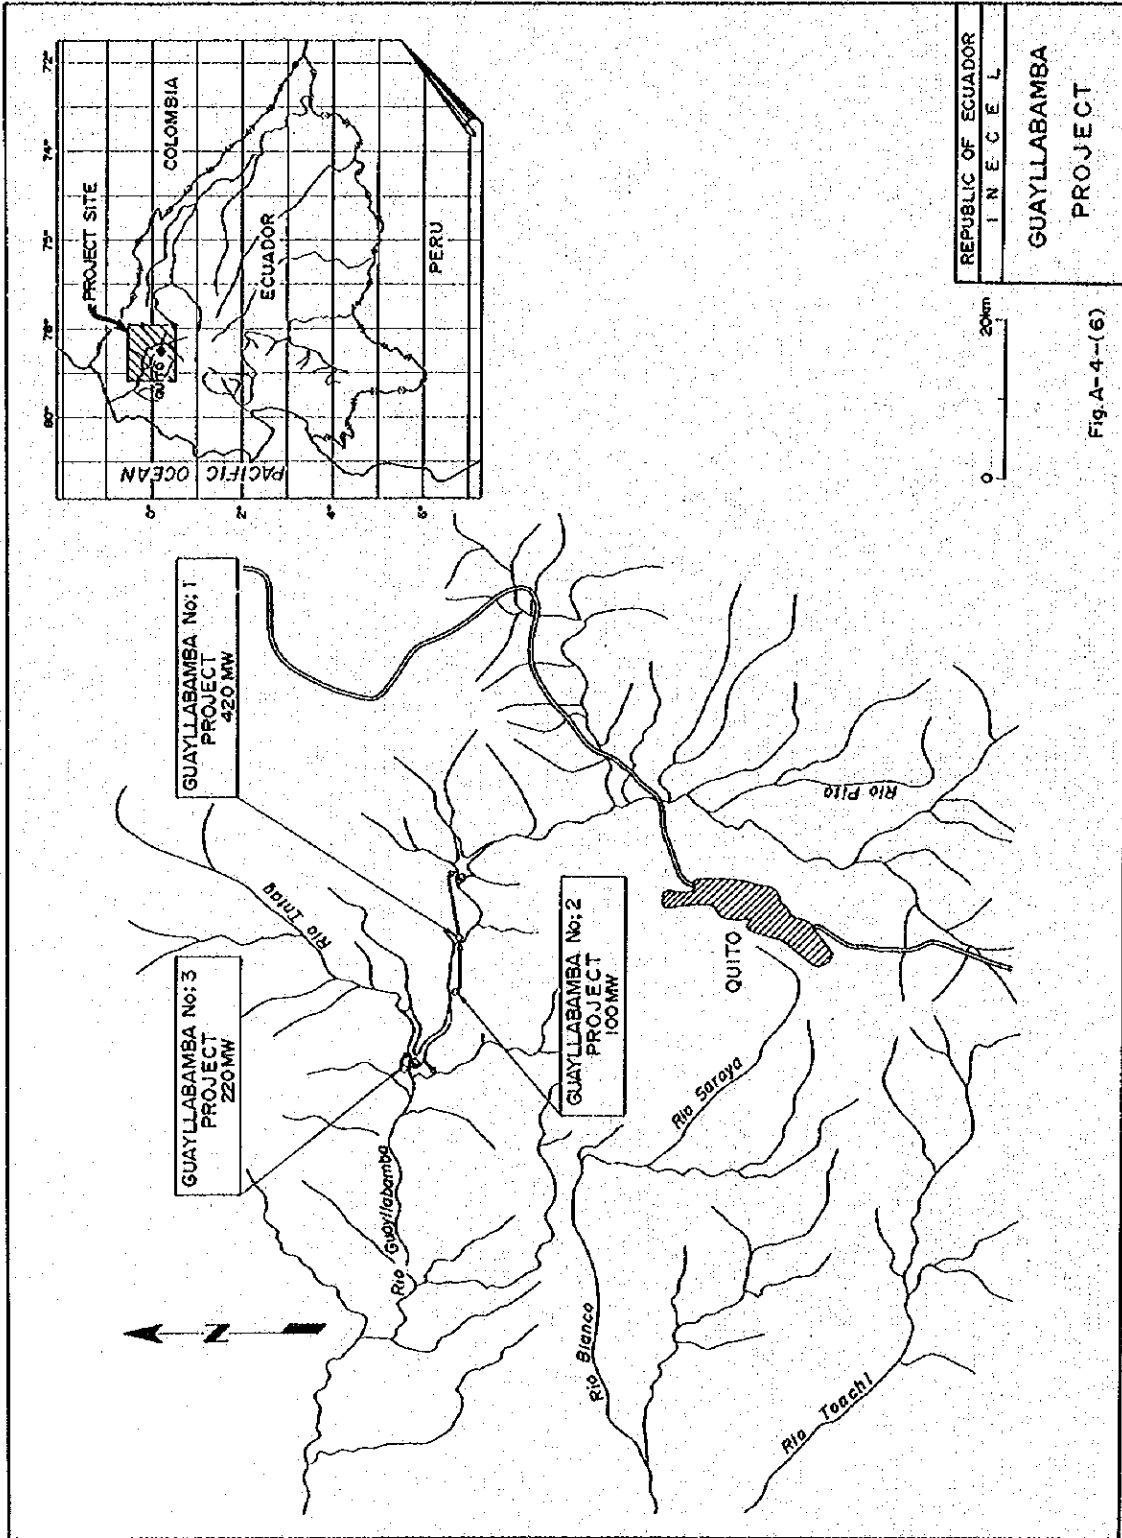 GUAYLLABAMBA No; 3
PROJECT
220 MW
GUAYLLABAMBA No; 1
PROJECT
420 MW
GUAYLLABAMBA No; 2
PROJECT
100 MW
N
Rio Intag
Rio Guayllabamba
Rio Blanco
Rio Saraya
Rio Toachi
Rio Pita
QUITO
80°
78°
75°
74°
72°
PROJECT SITE
COLOMBIA
QUITO
ECUADOR
PERU
PACIFIC OCEAN
0°
2°
4°
6°
0
20km
REPUBLIC OF ECUADOR
I N E C E L
GUAYLLABAMBA
PROJECT
Fig. A-4-(6)